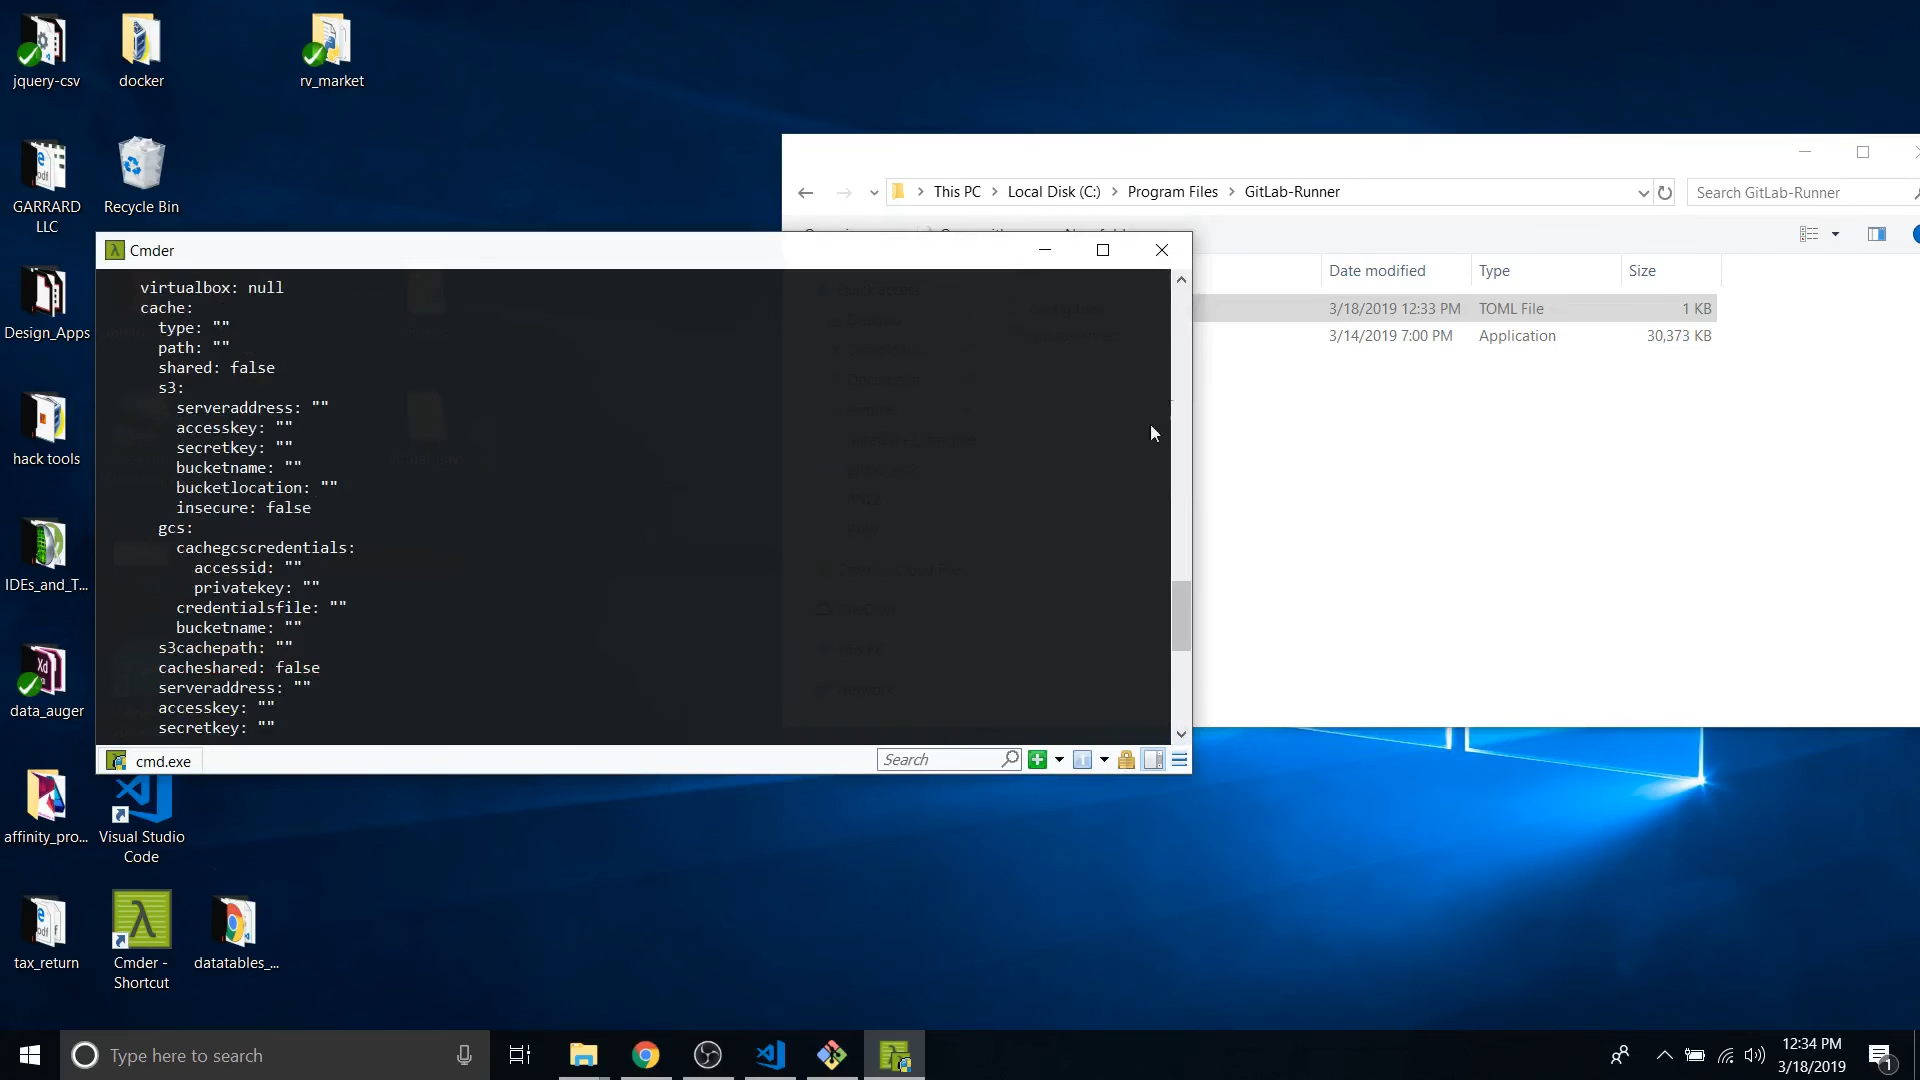 jquery-csv
docker
rv_market
GARRARD
LLC
Recycle Bin
Design_Apps
hack tools
IDEs_and_T...
data_auger
affinity_pro...
Visual Studio
Code
tax_return
Cmder -
Shortcut
datatables_...
This PC
Local Disk (C:)
Program Files
GitLab-Runner
Search GitLab-Runner
Date modified
Type
Size
3/18/2019 12:33 PM
TOML File
1 KB
3/14/2019 7:00 PM
Application
30,373 KB
Cmder
virtualbox: null
cache:
type: ""
path: ""
shared: false
s3:
serveraddress: ""
accesskey: ""
secretkey: ""
bucketname: ""
bucketlocation: ""
insecure: false
gcs:
cachegcscredentials:
accessid: ""
privatekey: ""
credentialsfile: ""
bucketname: ""
s3cachepath: ""
cacheshared: false
serveraddress: ""
accesskey: ""
secretkey: ""
cmd.exe
Search
Type here to search
12:34 PM
3/18/2019
1